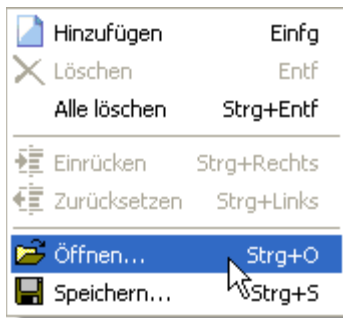 Hinzufügen Einfg
Löschen Entf
Alle löschen Strg+Entf
Einrücken Strg+Rechts
Zurücksetzen Strg+Links
Öffnen... Strg+O
Speichern... Strg+S